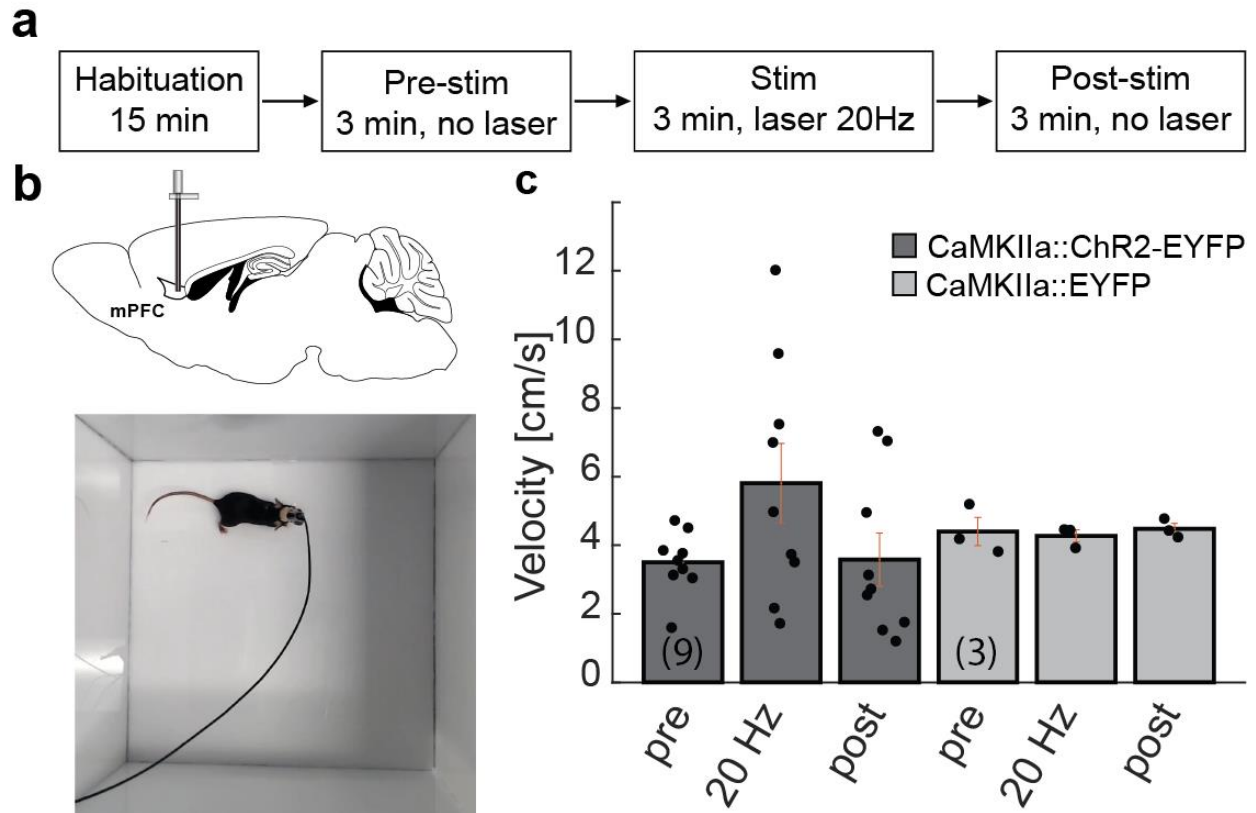 a
Habituation
15 min
Pre-stim
3 min, no laser
Stim
3 min, laser 20Hz
Post-stim
3 min, no laser
b
mPFC
c
CaMKIIa::ChR2-EYFP
CaMKIIa::EYFP
Velocity [cm/s]
12
10
8
6
4
2
0
(9)
(3)
pre
20 Hz
post
pre
20 Hz
post